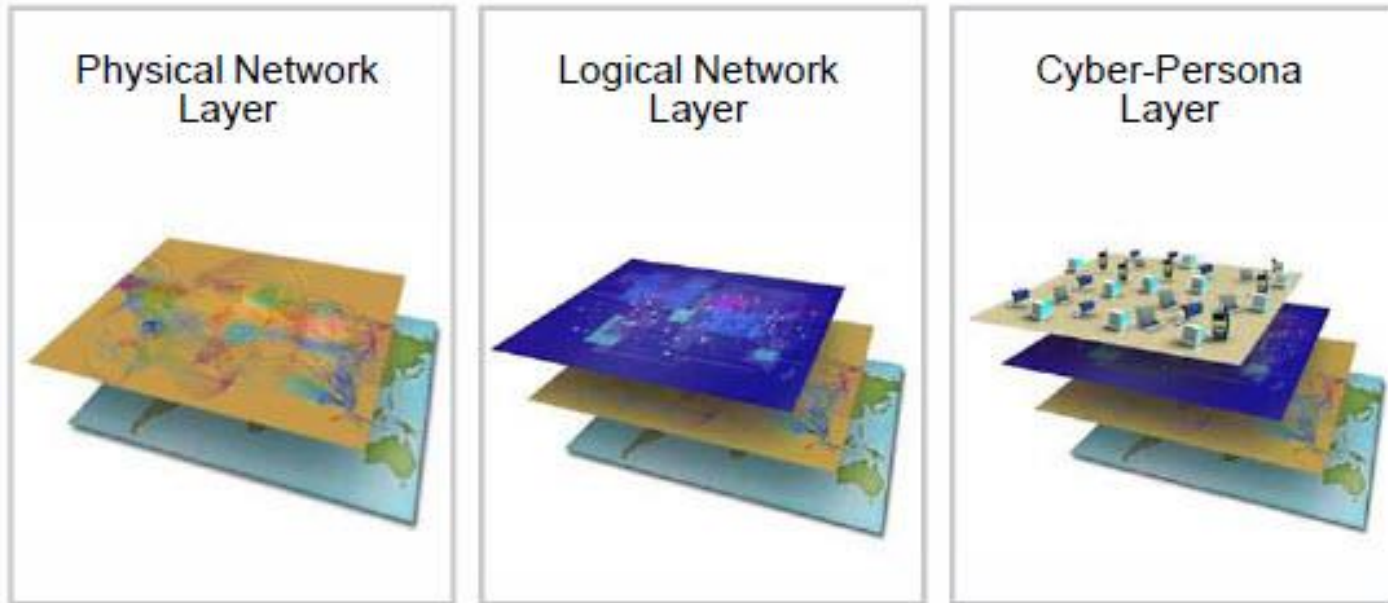 Physical Network
Layer
Logical Network
Layer
Cyber-Persona
Layer